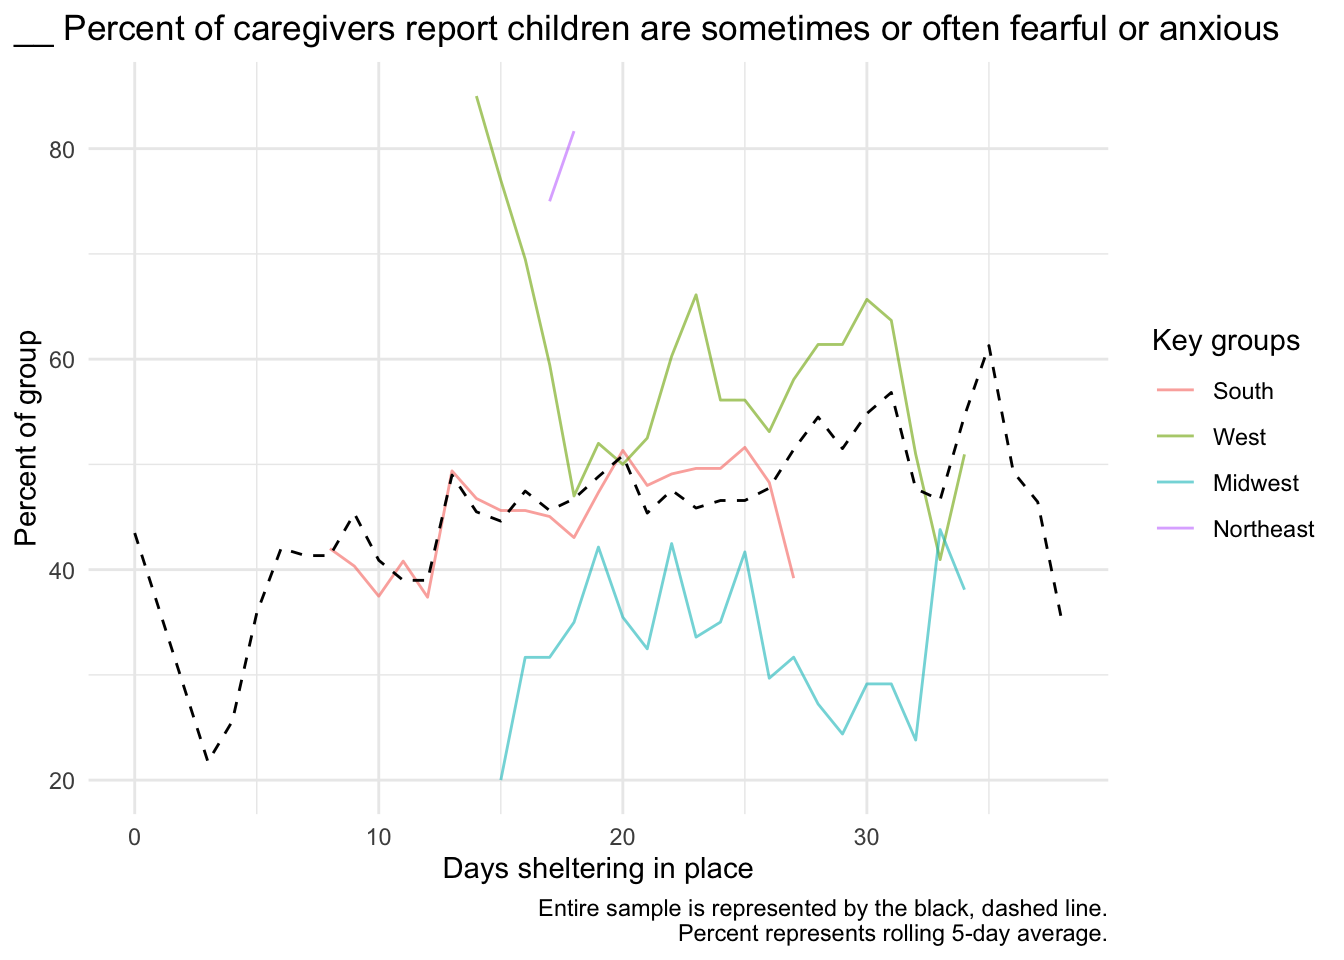 __ Percent of caregivers report children are sometimes or often fearful or anxious
Percent of group
80
60
40
20
0
10
20
30
Days sheltering in place
Key groups
South
West
Midwest
Northeast
Entire sample is represented by the black, dashed line.
Percent represents rolling 5-day average.